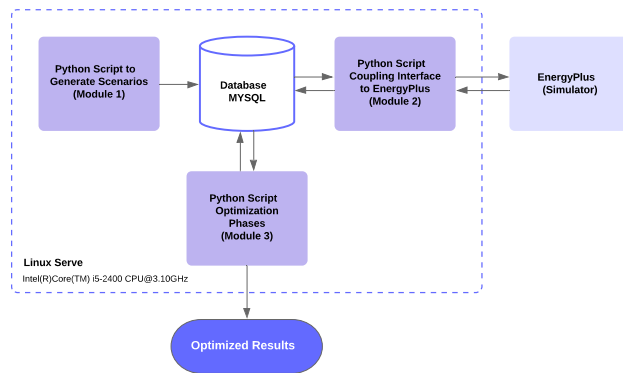 Python Script to
Generate Scenarios
(Module 1)
Database
MYSQL
Python Script
Coupling Interface
to EnergyPlus
(Module 2)
EnergyPlus
(Simulator)
Python Script
Optimization
Phases
(Module 3)
Linux Serve
Intel(R)Core(TM) i5-2400 CPU@3.10GHz
Optimized Results